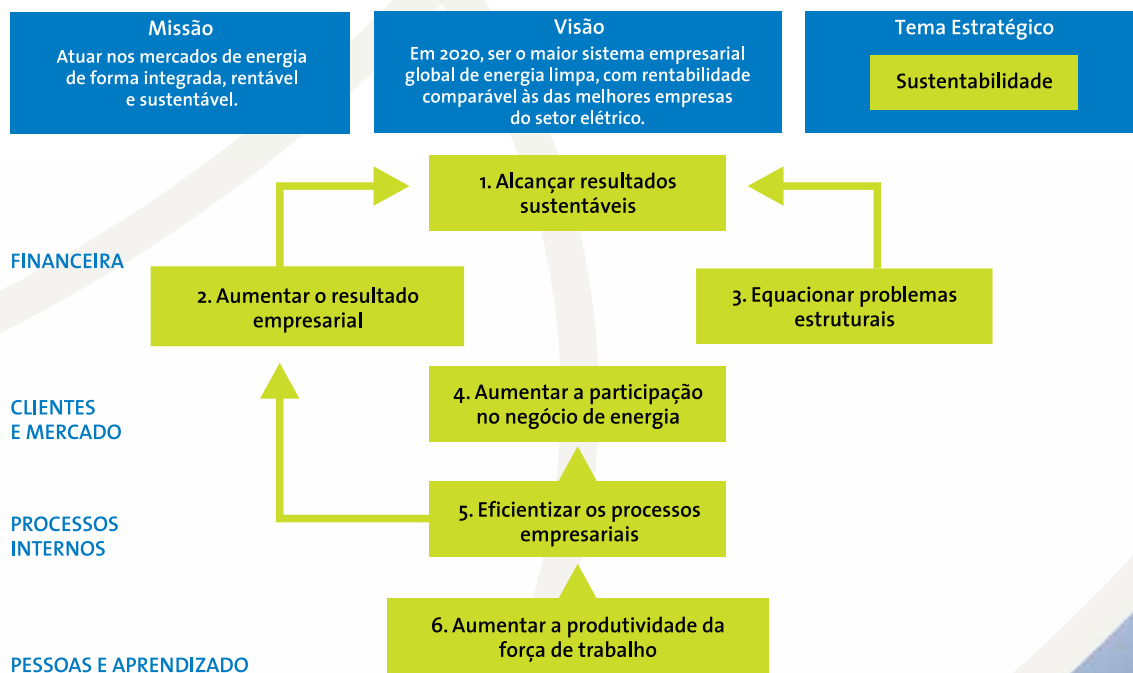 Missão
Atuar nos mercados de energia
de forma integrada, rentável
e sustentável.
Visão
Em 2020, ser o maior sistema empresarial
global de energia limpa, com rentabilidade
comparável às das melhores empresas
do setor elétrico.
Tema Estratégico
Sustentabilidade
1. Alcançar resultados
sustentáveis
FINANCEIRA
2. Aumentar o resultado
empresarial
3. Equacionar problemas
estruturais
CLIENTES
E MERCADO
4. Aumentar a participação
no negócio de energia
PROCESSOS
INTERNOS
5. Eficientizar os processos
empresariais
6. Aumentar a produtividade da
força de trabalho
PESSOAS E APRENDIZADO